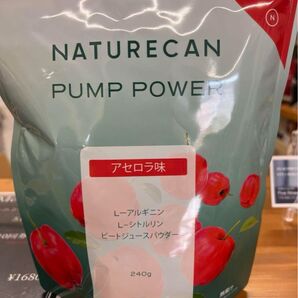 N
NATURECAN
PUMP POWER
アセロラ味
L－アルギニン
L－シトルリン
ビートジュースパウダー
240g
¥1680